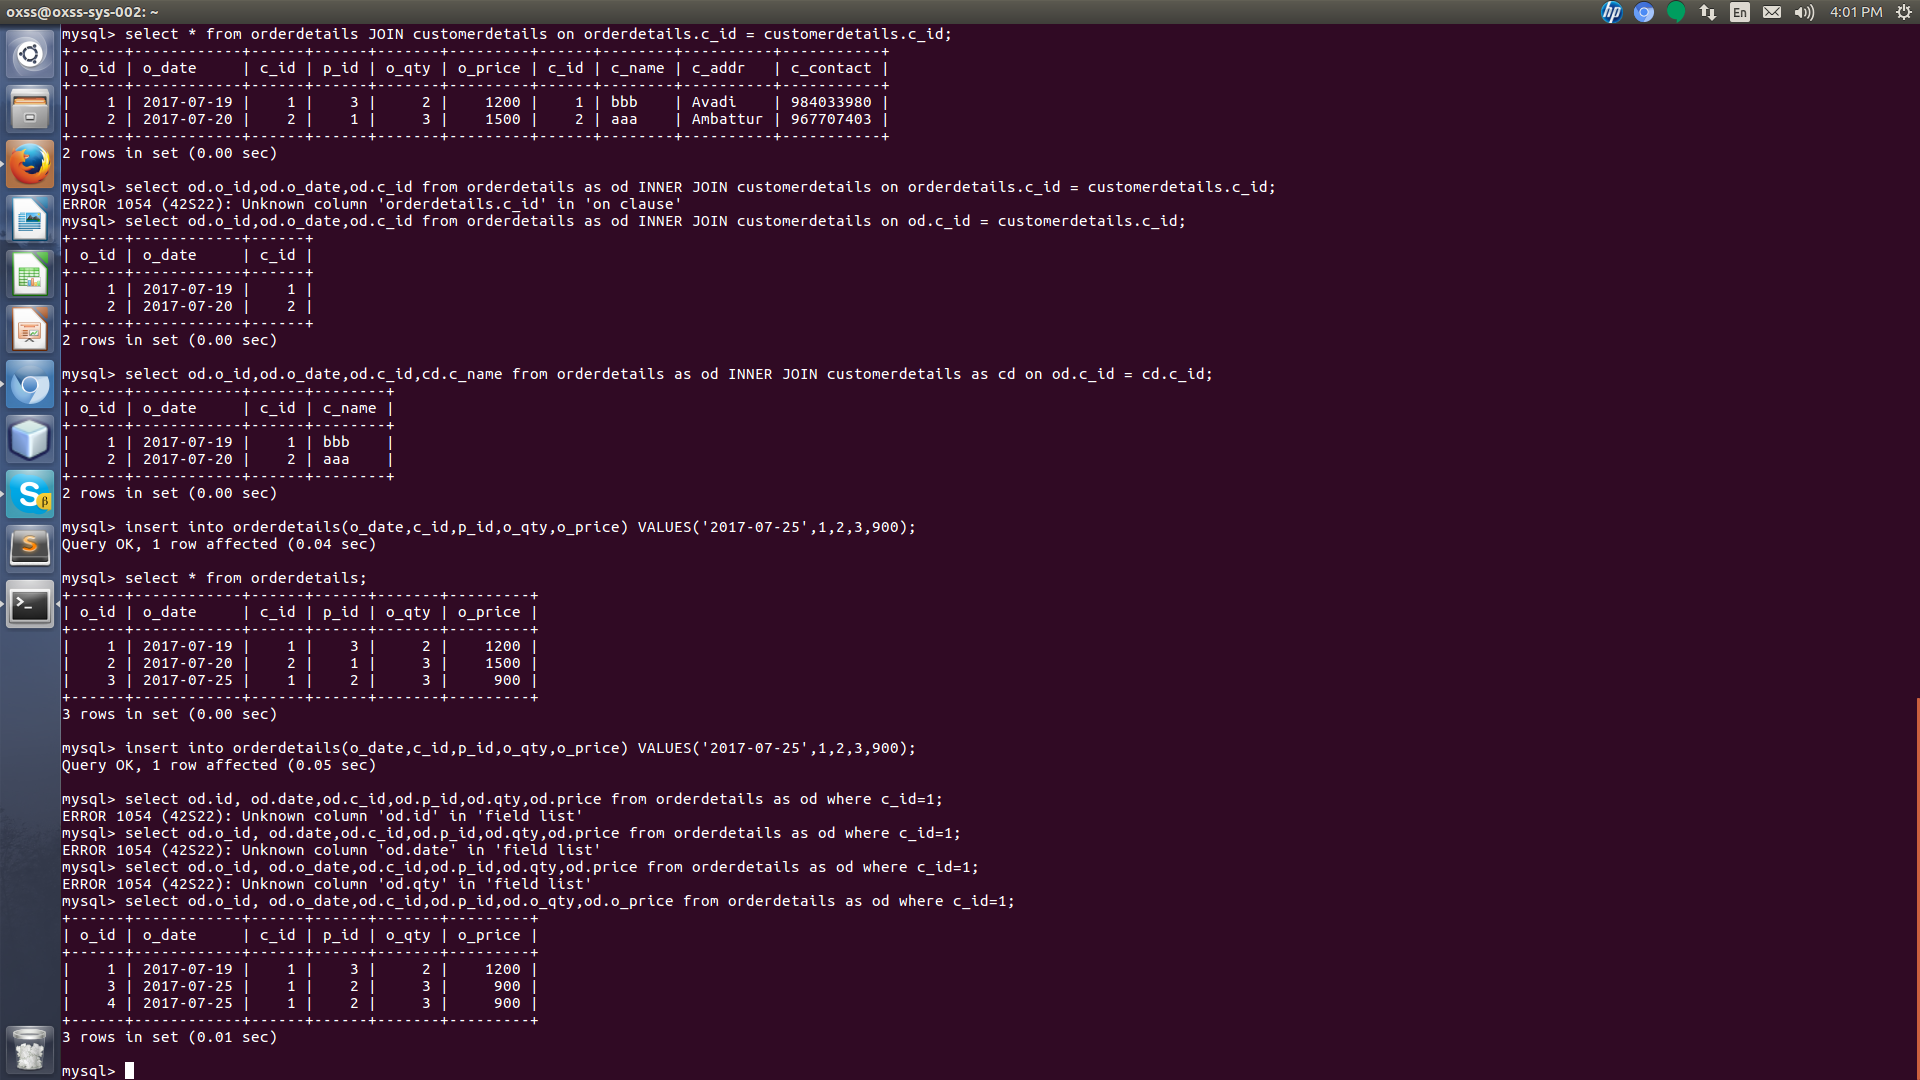 oxss@oxss-sys-002: ~
hp
En
4:01 PM
mysql> select * from orderdetails JOIN customerdetails on orderdetails.c_id = customerdetails.c_id;
+------+------------+------+------+-------+---------+------+--------+----------+-----------+
| o_id | o_date     | c_id | p_id | o_qty | o_price | c_id | c_name | c_addr   | c_contact |
+------+------------+------+------+-------+---------+------+--------+----------+-----------+
|    1 | 2017-07-19 |    1 |    3 |     2 |    1200 |    1 | bbb    | Avadi    | 984033980 |
|    2 | 2017-07-20 |    2 |    1 |     3 |    1500 |    2 | aaa    | Ambattur | 967707403 |
+------+------------+------+------+-------+---------+------+--------+----------+-----------+
2 rows in set (0.00 sec)
mysql> select od.o_id,od.o_date,od.c_id from orderdetails as od INNER JOIN customerdetails on orderdetails.c_id = customerdetails.c_id;
ERROR 1054 (42S22): Unknown column 'orderdetails.c_id' in 'on clause'
mysql> select od.o_id,od.o_date,od.c_id from orderdetails as od INNER JOIN customerdetails on od.c_id = customerdetails.c_id;
+------+------------+------+
| o_id | o_date     | c_id |
+------+------------+------+
|    1 | 2017-07-19 |    1 |
|    2 | 2017-07-20 |    2 |
+------+------------+------+
2 rows in set (0.00 sec)
mysql> select od.o_id,od.o_date,od.c_id,cd.c_name from orderdetails as od INNER JOIN customerdetails as cd on od.c_id = cd.c_id;
+------+------------+------+--------+
| o_id | o_date     | c_id | c_name |
+------+------------+------+--------+
|    1 | 2017-07-19 |    1 | bbb    |
|    2 | 2017-07-20 |    2 | aaa    |
+------+------------+------+--------+
2 rows in set (0.00 sec)
mysql> insert into orderdetails(o_date,c_id,p_id,o_qty,o_price) VALUES('2017-07-25',1,2,3,900);
Query OK, 1 row affected (0.04 sec)
mysql> select * from orderdetails;
+------+------------+------+------+-------+---------+
| o_id | o_date     | c_id | p_id | o_qty | o_price |
+------+------------+------+------+-------+---------+
|    1 | 2017-07-19 |    1 |    3 |     2 |    1200 |
|    2 | 2017-07-20 |    2 |    1 |     3 |    1500 |
|    3 | 2017-07-25 |    1 |    2 |     3 |     900 |
+------+------------+------+------+-------+---------+
3 rows in set (0.00 sec)
mysql> insert into orderdetails(o_date,c_id,p_id,o_qty,o_price) VALUES('2017-07-25',1,2,3,900);
Query OK, 1 row affected (0.05 sec)
mysql> select od.id, od.date,od.c_id,od.p_id,od.qty,od.price from orderdetails as od where c_id=1;
ERROR 1054 (42S22): Unknown column 'od.id' in 'field list'
mysql> select od.o_id, od.date,od.c_id,od.p_id,od.qty,od.price from orderdetails as od where c_id=1;
ERROR 1054 (42S22): Unknown column 'od.date' in 'field list'
mysql> select od.o_id, od.o_date,od.c_id,od.p_id,od.qty,od.price from orderdetails as od where c_id=1;
ERROR 1054 (42S22): Unknown column 'od.qty' in 'field list'
mysql> select od.o_id, od.o_date,od.c_id,od.p_id,od.o_qty,od.o_price from orderdetails as od where c_id=1;
+------+------------+------+------+-------+---------+
| o_id | o_date     | c_id | p_id | o_qty | o_price |
+------+------------+------+------+-------+---------+
|    1 | 2017-07-19 |    1 |    3 |     2 |    1200 |
|    3 | 2017-07-25 |    1 |    2 |     3 |     900 |
|    4 | 2017-07-25 |    1 |    2 |     3 |     900 |
+------+------------+------+------+-------+---------+
3 rows in set (0.01 sec)
mysql>